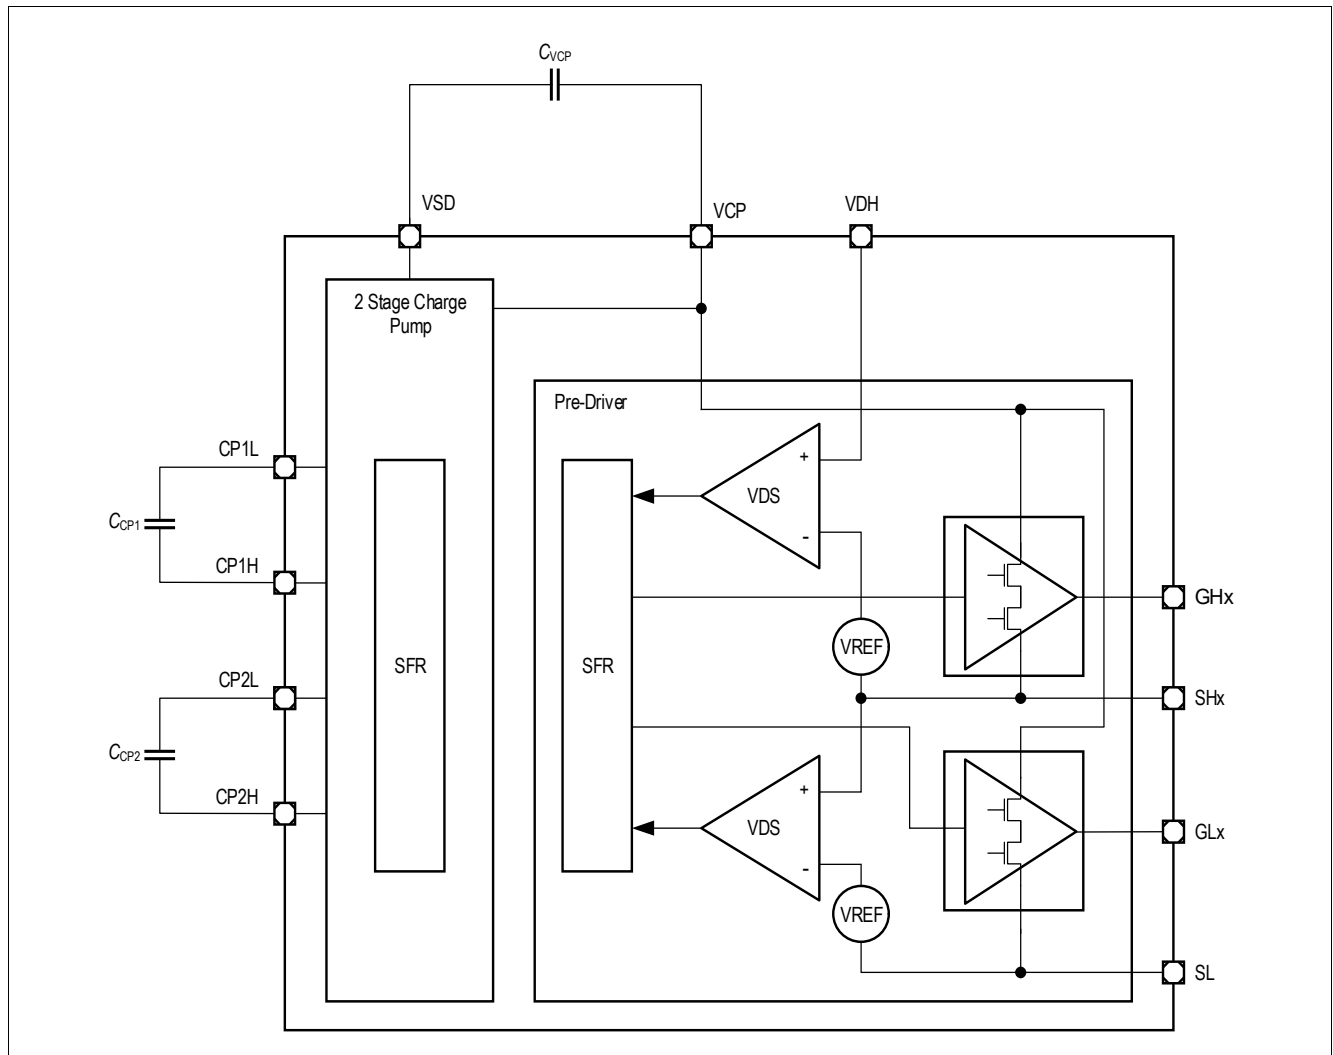 CVCP
VSD
VCP
VDH
2 Stage Charge
Pump
Pre-Driver
CP1L
+
VDS
CCP1
-
CP1H
GHx
SFR
SFR
VREF
CP2L
SHx
CCP2
+
CP2H
VDS
GLx
-
VREF
SL